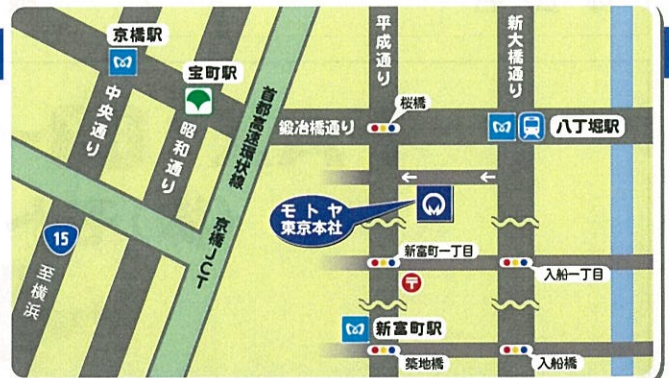 京橋駅
宝町駅
中央通り
昭和通り
首都高速環状線
京橋JCT
鍛冶橋通り
平成通り
新大橋通り
桜橋
八丁堀駅
モトヤ
東京本社
15
至横浜
新富町一丁目
入船一丁目
新富町駅
築地橋
入船橋